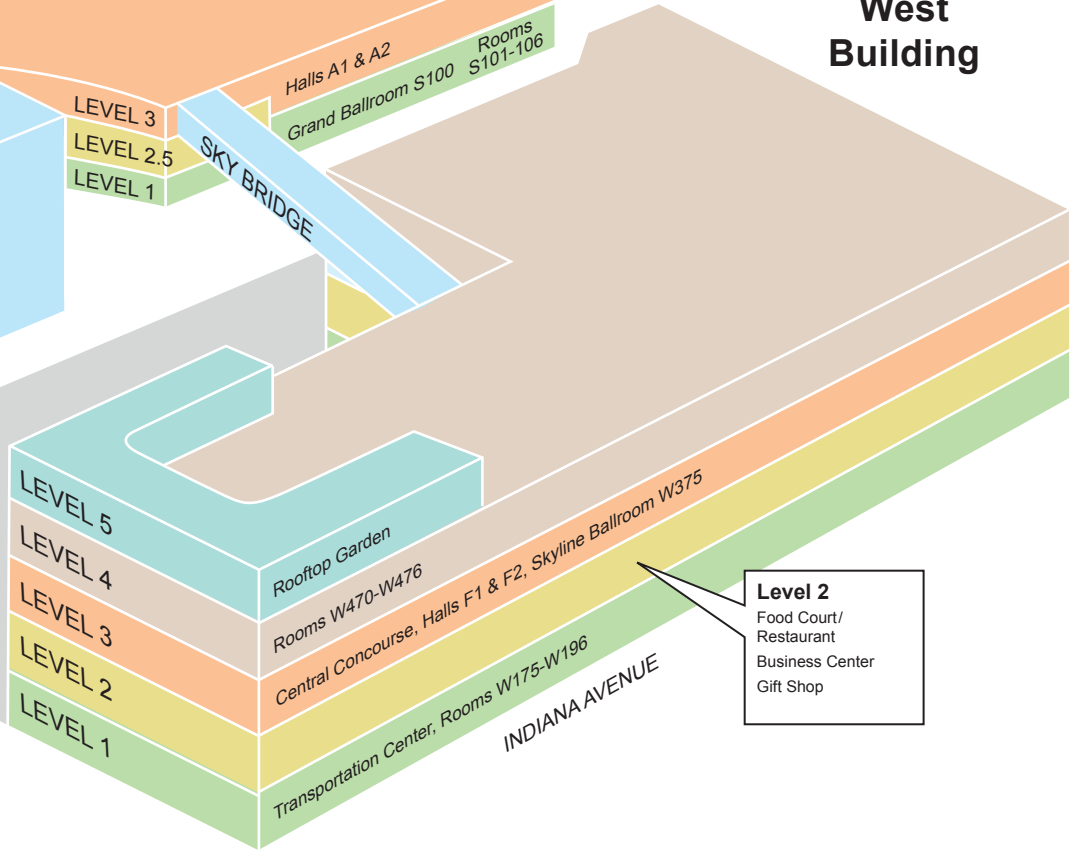 West
Building
Halls A1 & A2
Rooms
S101-106
Grand Ballroom S100
LEVEL 3
LEVEL 2.5
LEVEL 1
SKY BRIDGE
LEVEL 5
LEVEL 4
LEVEL 3
LEVEL 2
LEVEL 1
Rooftop Garden
Rooms W470-W476
Central Concourse, Halls F1 & F2, Skyline Ballroom W375
Transportation Center, Rooms W175-W196
INDIANA AVENUE
Level 2
Food Court/
Restaurant
Business Center
Gift Shop